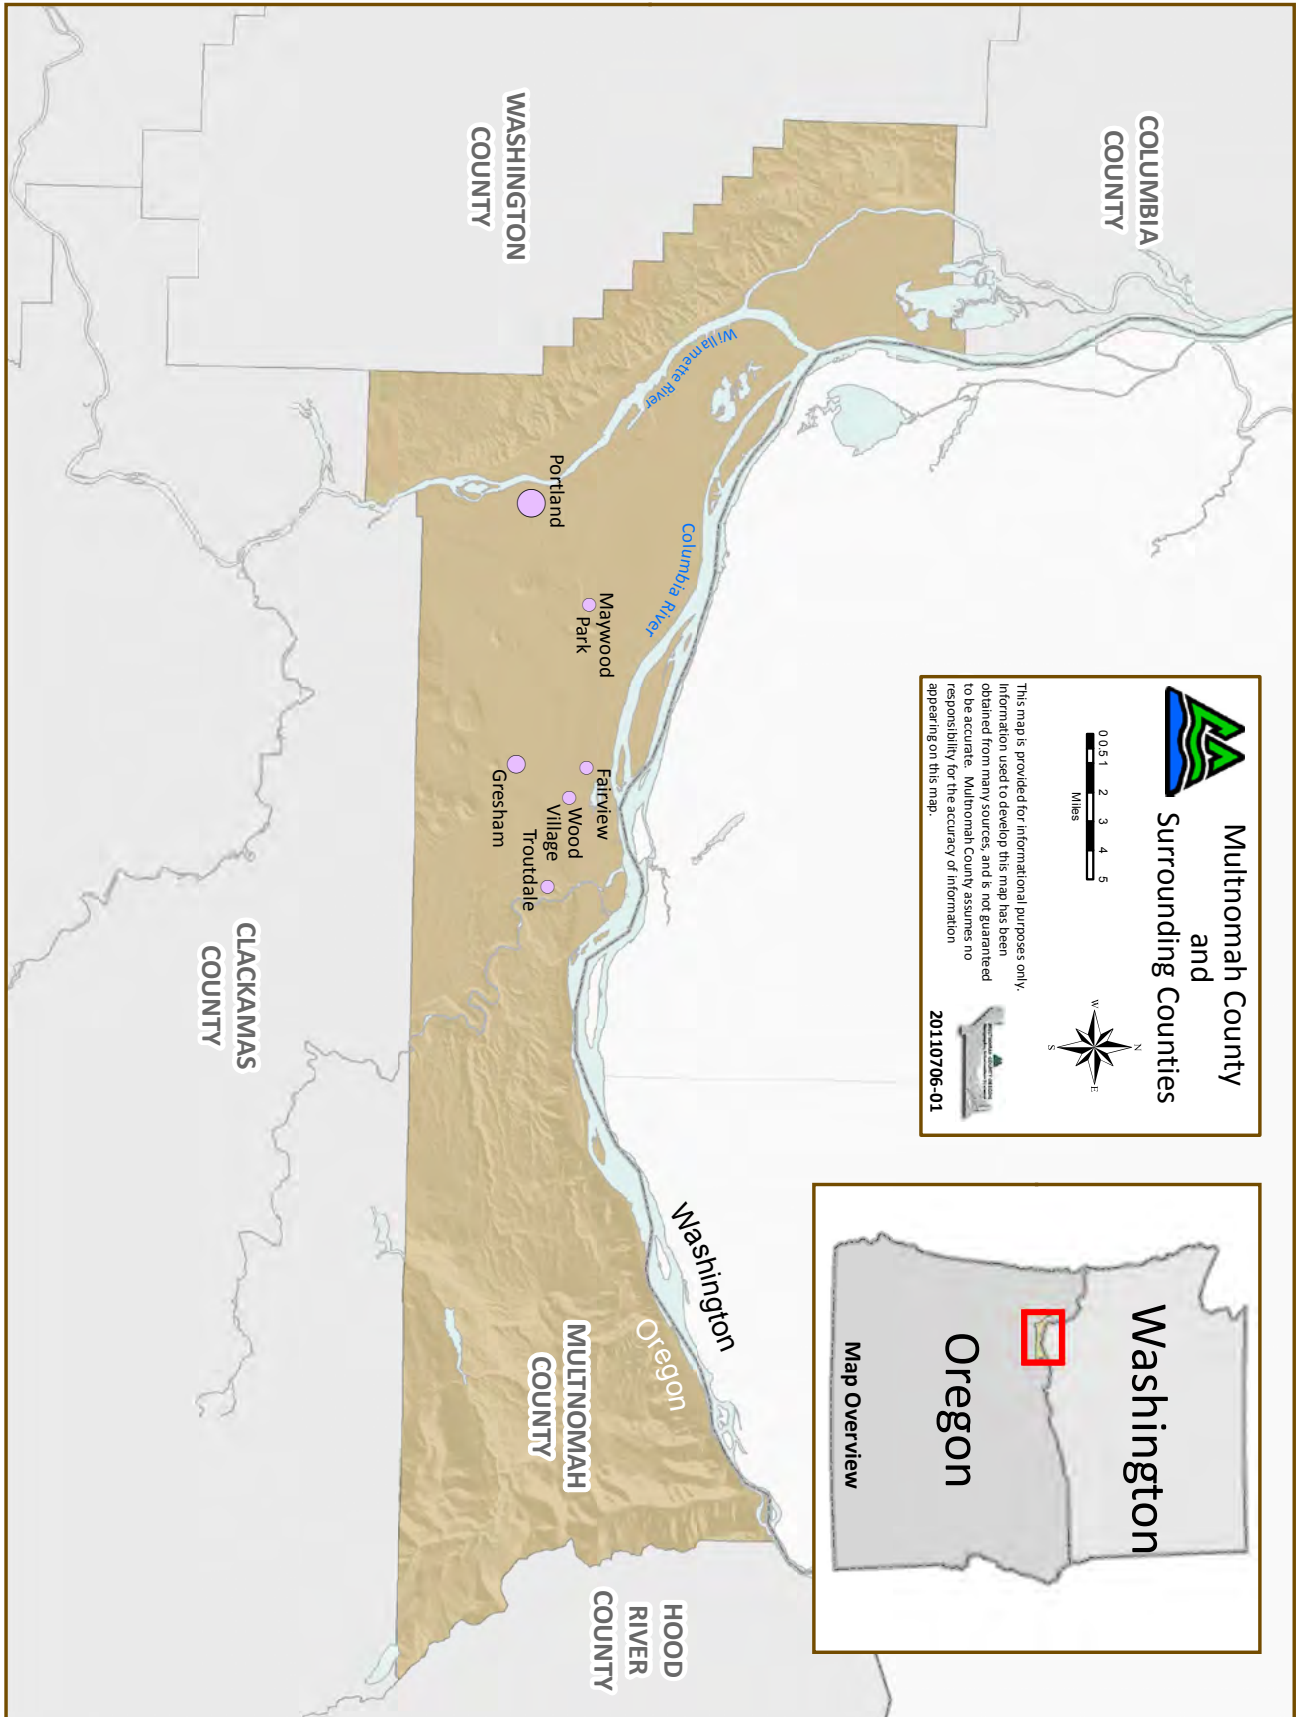 Multnomah County
and
Surrounding Counties
0 0.5 1 2 3 4 5
Miles
This map is provided for informational purposes only.
Information used to develop this map has been
obtained from many sources, and is not guaranteed
to be accurate. Multnomah County assumes no
responsibility for the accuracy of information
appearing on this map.
N
W
E
S
20110706-01
Washington
Oregon
Map Overview
COLUMBIA
COUNTY
WASHINGTON
COUNTY
Willamette River
Columbia River
Portland
Maywood
Park
Fairview
Wood
Village
Troutdale
Gresham
Washington
Oregon
MULTNOMAH
COUNTY
HOOD
RIVER
COUNTY
CLACKAMAS
COUNTY